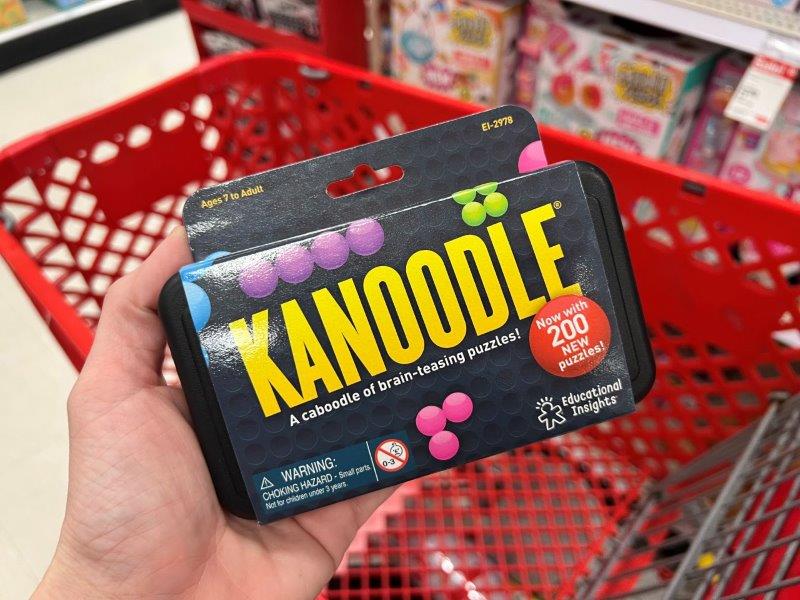 EI-2978
Ages 7 to Adult
KANOODLE®
A caboodle of brain-teasing puzzles!
Now with
200
NEW
puzzles!
Educational
Insights®
WARNING:
CHOKING HAZARD - Small parts.
Not for children under 3 years.
0-3